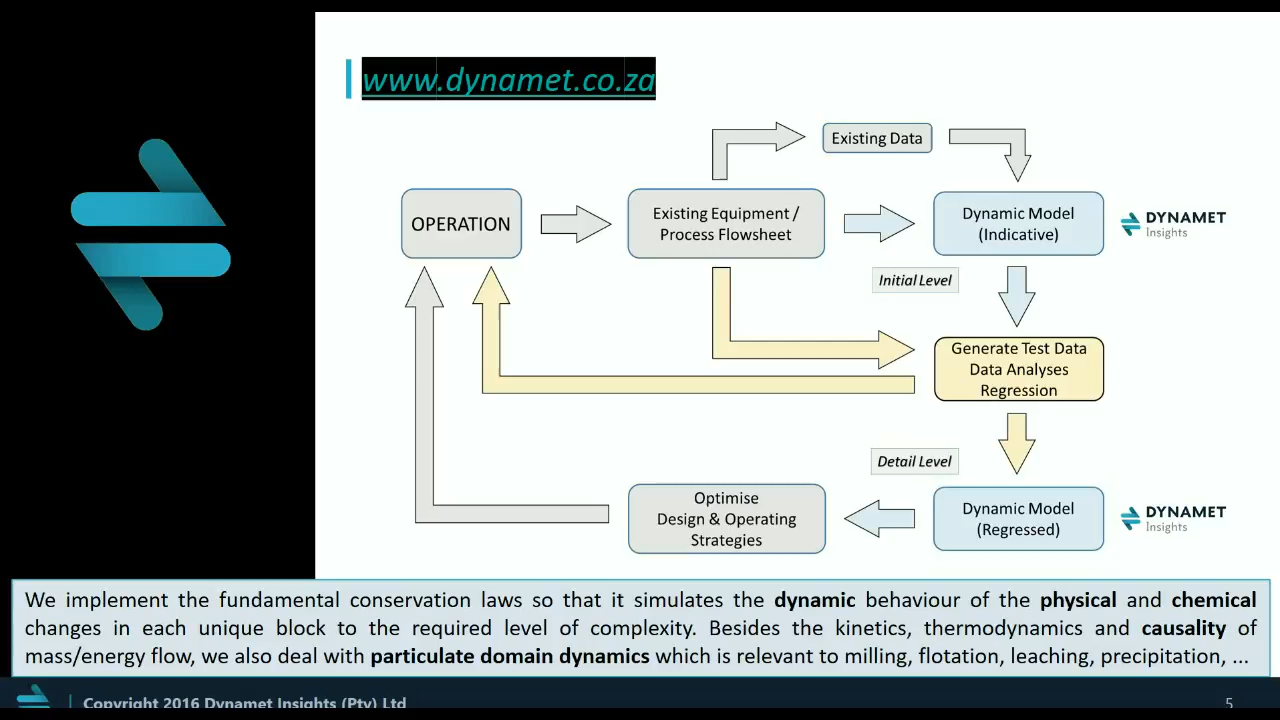 www.dynamet.co.za
Existing Data
OPERATION
Existing Equipment /
Process Flowsheet
Dynamic Model
(Indicative)
DYNAMET
Insights
Initial Level
Generate Test Data
Data Analyses
Regression
Detail Level
Optimise
Design & Operating
Strategies
Dynamic Model
(Regressed)
DYNAMET
Insights
We implement the fundamental conservation laws so that it simulates the dynamic behaviour of the physical and chemical
changes in each unique block to the required level of complexity. Besides the kinetics, thermodynamics and causality of
mass/energy flow, we also deal with particulate domain dynamics which is relevant to milling, flotation, leaching, precipitation, ...
| Copyright 2016 Dynamet Insights (Pty) Ltd
5